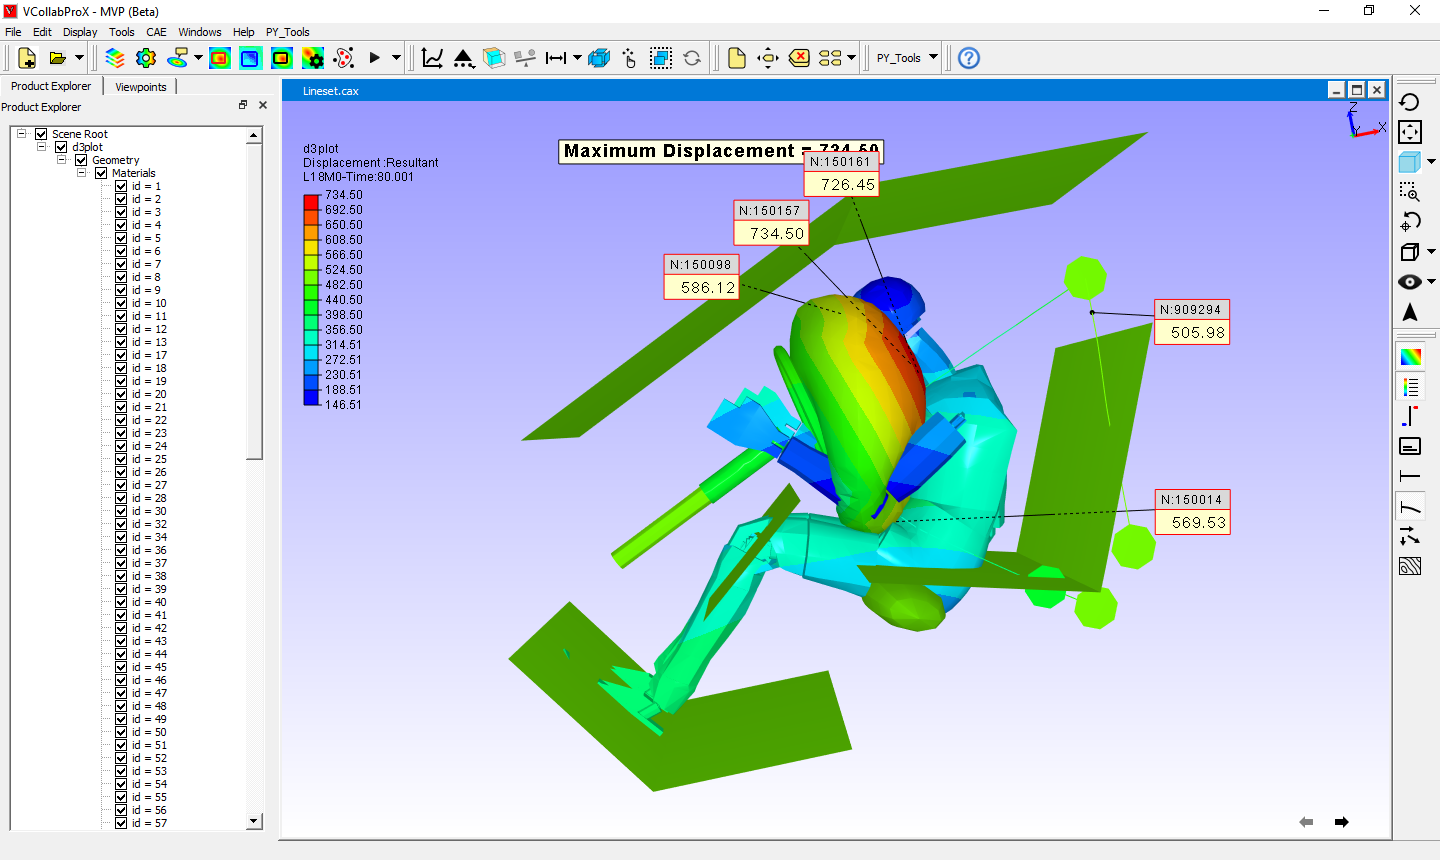 VCollabProX - MVP (Beta)
File Edit Display Tools CAE Windows Help PY_Tools
PY_Tools
Product Explorer Viewpoints
Product Explorer
Scene Root
d3plot
Geometry
Materials
id = 1
id = 2
id = 3
id = 4
id = 5
id = 6
id = 7
id = 8
id = 9
id = 10
id = 11
id = 12
id = 13
id = 17
id = 18
id = 19
id = 20
id = 21
id = 22
id = 23
id = 24
id = 25
id = 26
id = 27
id = 28
id = 30
id = 32
id = 34
id = 36
id = 37
id = 38
id = 39
id = 40
id = 41
id = 42
id = 43
id = 44
id = 45
id = 46
id = 47
id = 48
id = 49
id = 50
id = 51
id = 52
id = 53
id = 54
id = 55
id = 56
id = 57
Lineset.cax
d3plot
Displacement :Resultant
L18M0-Time:80.001
734.50
692.50
650.50
608.50
566.50
524.50
482.50
440.50
398.50
356.50
314.51
272.51
230.51
188.51
146.51
Maximum Displacement = 734.50
N:150161
726.45
N:150157
734.50
N:150098
586.12
N:909294
505.98
N:150014
569.53
Z
Y
X